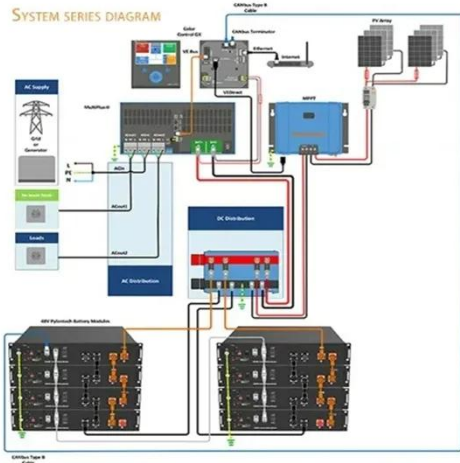 SYSTEM SERIES DIAGRAM
CANbus Type B
Cable
Color
Control GX
CANbus Terminator
Ethernet
Internet
PV Array
VE Bus
VEDirect
AC Supply
Grid
or
Generator
MultiPlus-II
MPPT
L
PE
N
ACin
ACout1
Loads
ACout2
AC Distribution
DC Distribution
48V Pylontech Battery Modules
CANbus Type B
Cable